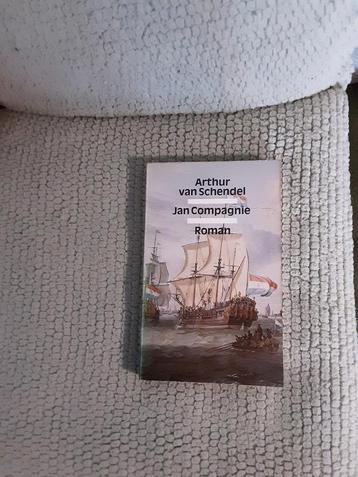 Arthur
van Schendel
Jan Compagnie
Roman